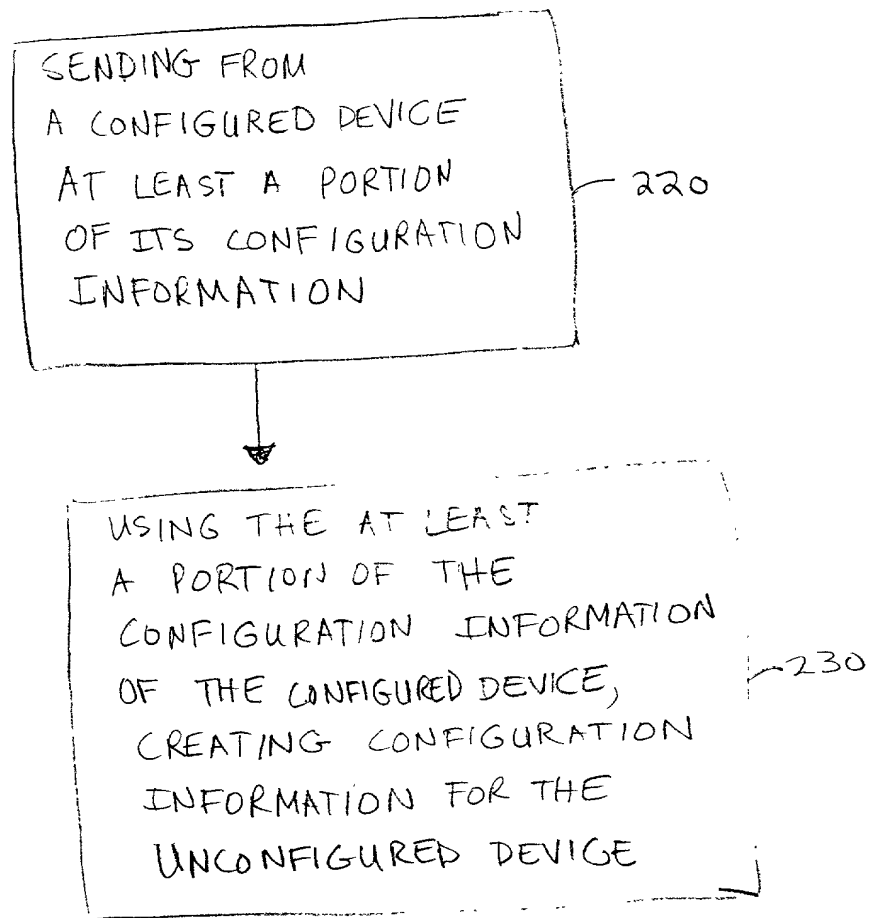 SENDING FROM
A CONFIGURED DEVICE
AT LEAST A PORTION
OF ITS CONFIGURATION
INFORMATION
220
USING THE AT LEAST
A PORTION OF THE
CONFIGURATION INFORMATION
OF THE CONFIGURED DEVICE,
CREATING CONFIGURATION
INFORMATION FOR THE
UNCONFIGURED DEVICE
230